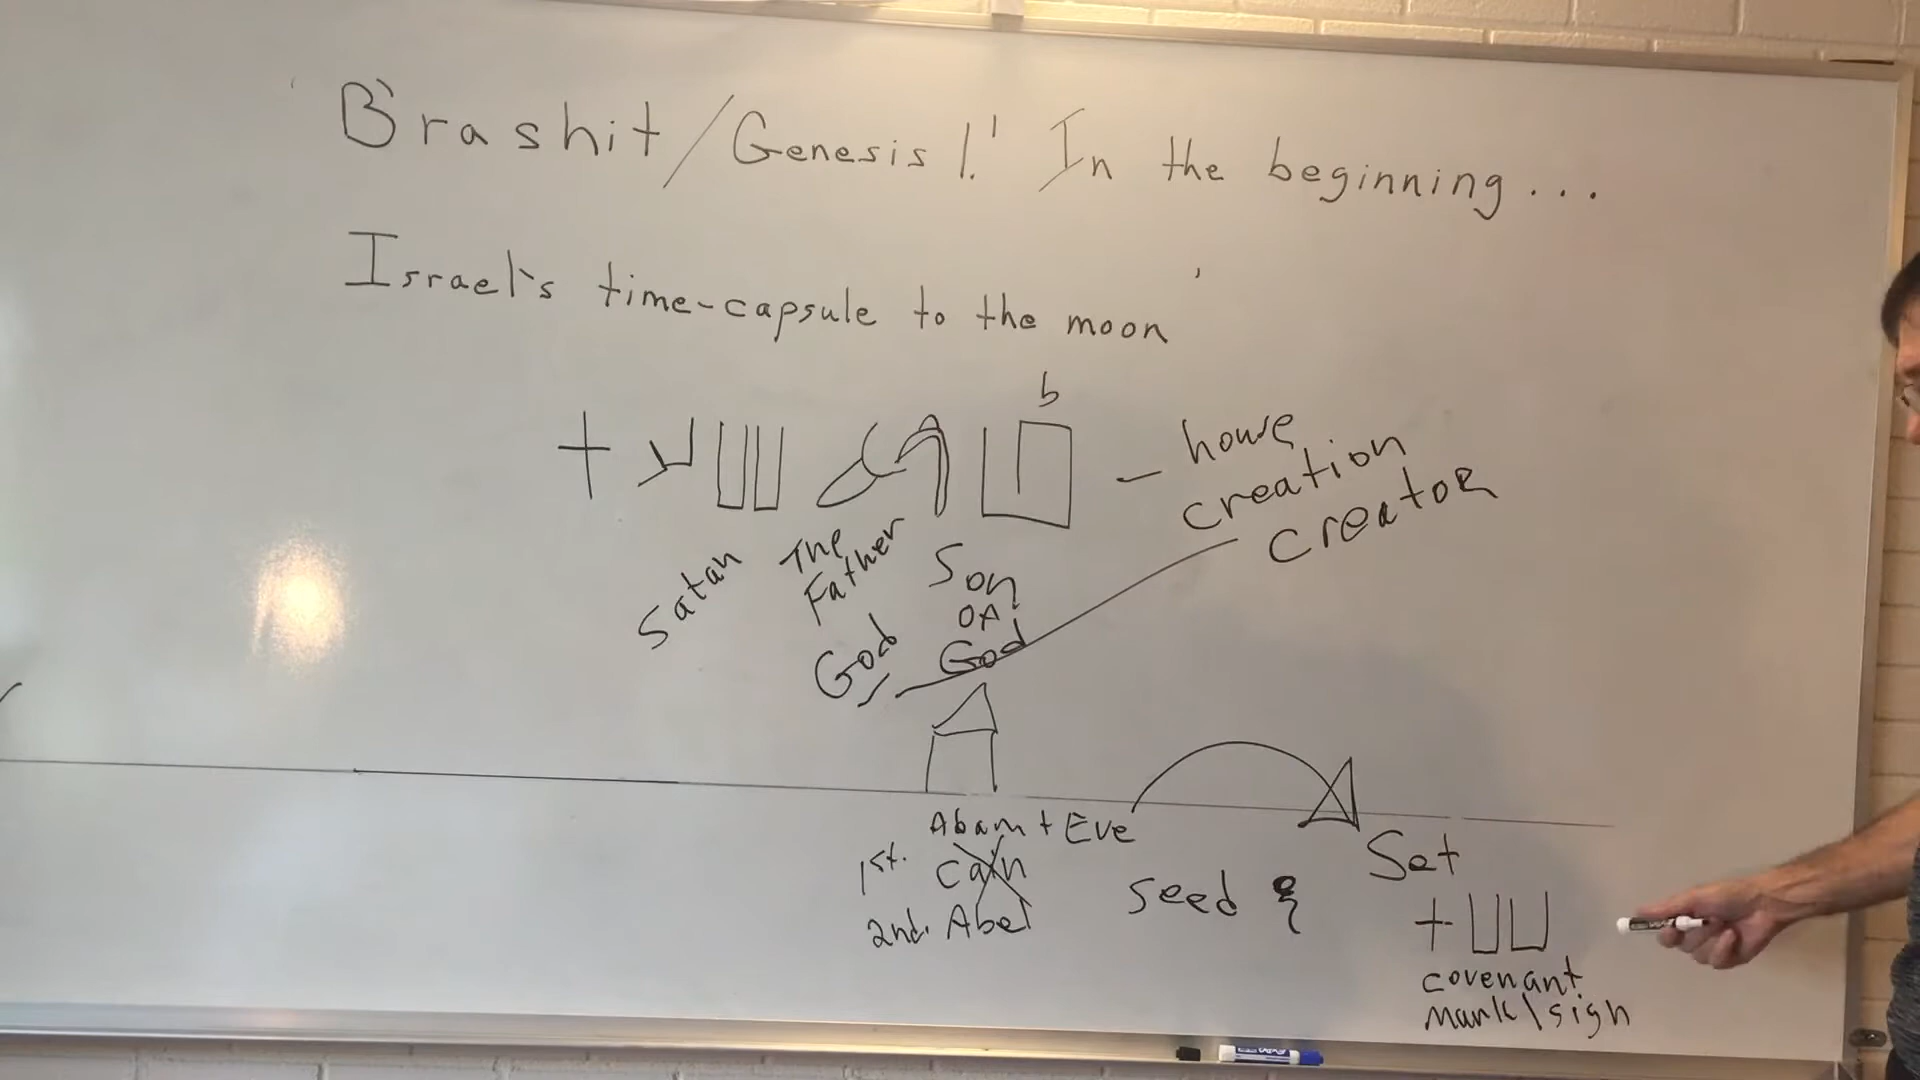 B'rashit/Genesis 1:1 In the beginning...
Israel's time-capsule to the moon
b
house
creation
creator
Satan
The
Father
God
Son
of
God
Adam + Eve
1st. Cain
2nd. Abel
Seed &
Set
covenant
mark/sign